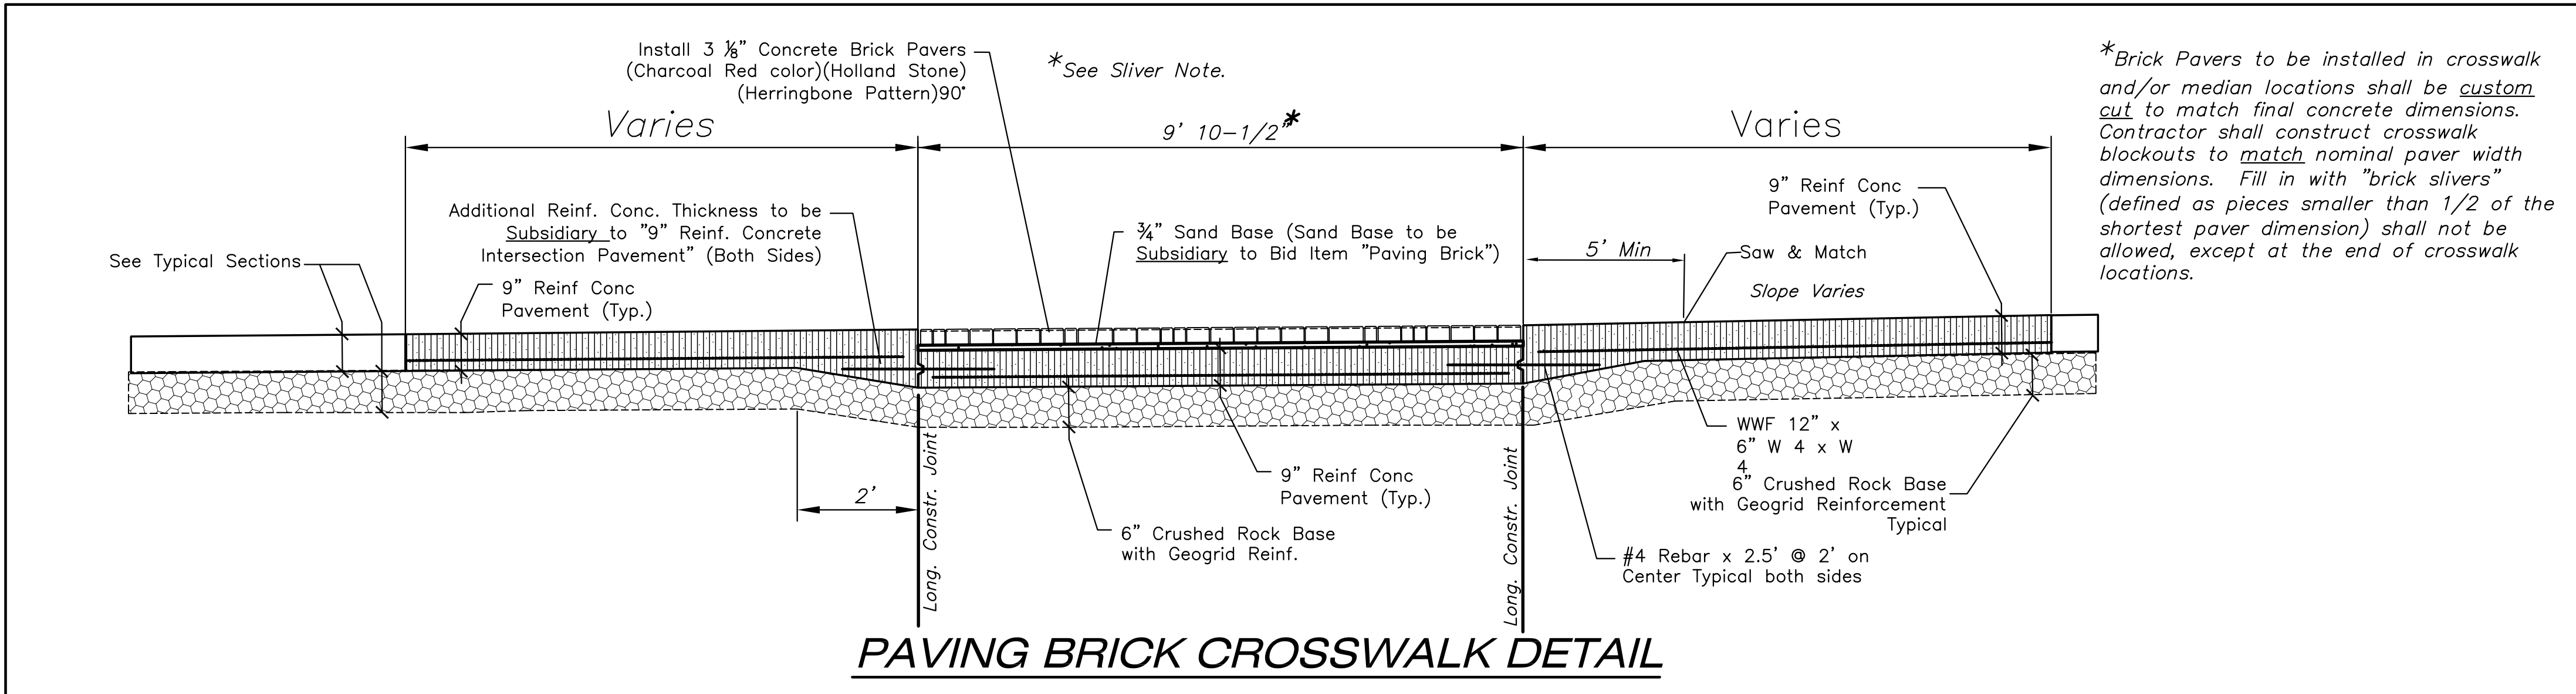 Install 3 ⅛" Concrete Brick Pavers
(Charcoal Red color)(Holland Stone)
(Herringbone Pattern)90°
*See Sliver Note.
Varies
9' 10-1/2"*
Varies
*Brick Pavers to be installed in crosswalk
and/or median locations shall be custom
cut to match final concrete dimensions.
Contractor shall construct crosswalk
blockouts to match nominal paver width
dimensions. Fill in with "brick slivers"
(defined as pieces smaller than 1/2 of the
shortest paver dimension) shall not be
allowed, except at the end of crosswalk
locations.
See Typical Sections
Additional Reinf. Conc. Thickness to be
Subsidiary to "9" Reinf. Concrete
Intersection Pavement" (Both Sides)
9" Reinf Conc
Pavement (Typ.)
¾" Sand Base (Sand Base to be
Subsidiary to Bid Item "Paving Brick")
5' Min
9" Reinf Conc
Pavement (Typ.)
Saw & Match
Slope Varies
2'
Long. Constr. Joint
6" Crushed Rock Base
with Geogrid Reinf.
9" Reinf Conc
Pavement (Typ.)
Long. Constr. Joint
WWF 12" x
6" W 4 x W
4
6" Crushed Rock Base
with Geogrid Reinforcement
Typical
#4 Rebar x 2.5' @ 2' on
Center Typical both sides
PAVING BRICK CROSSWALK DETAIL